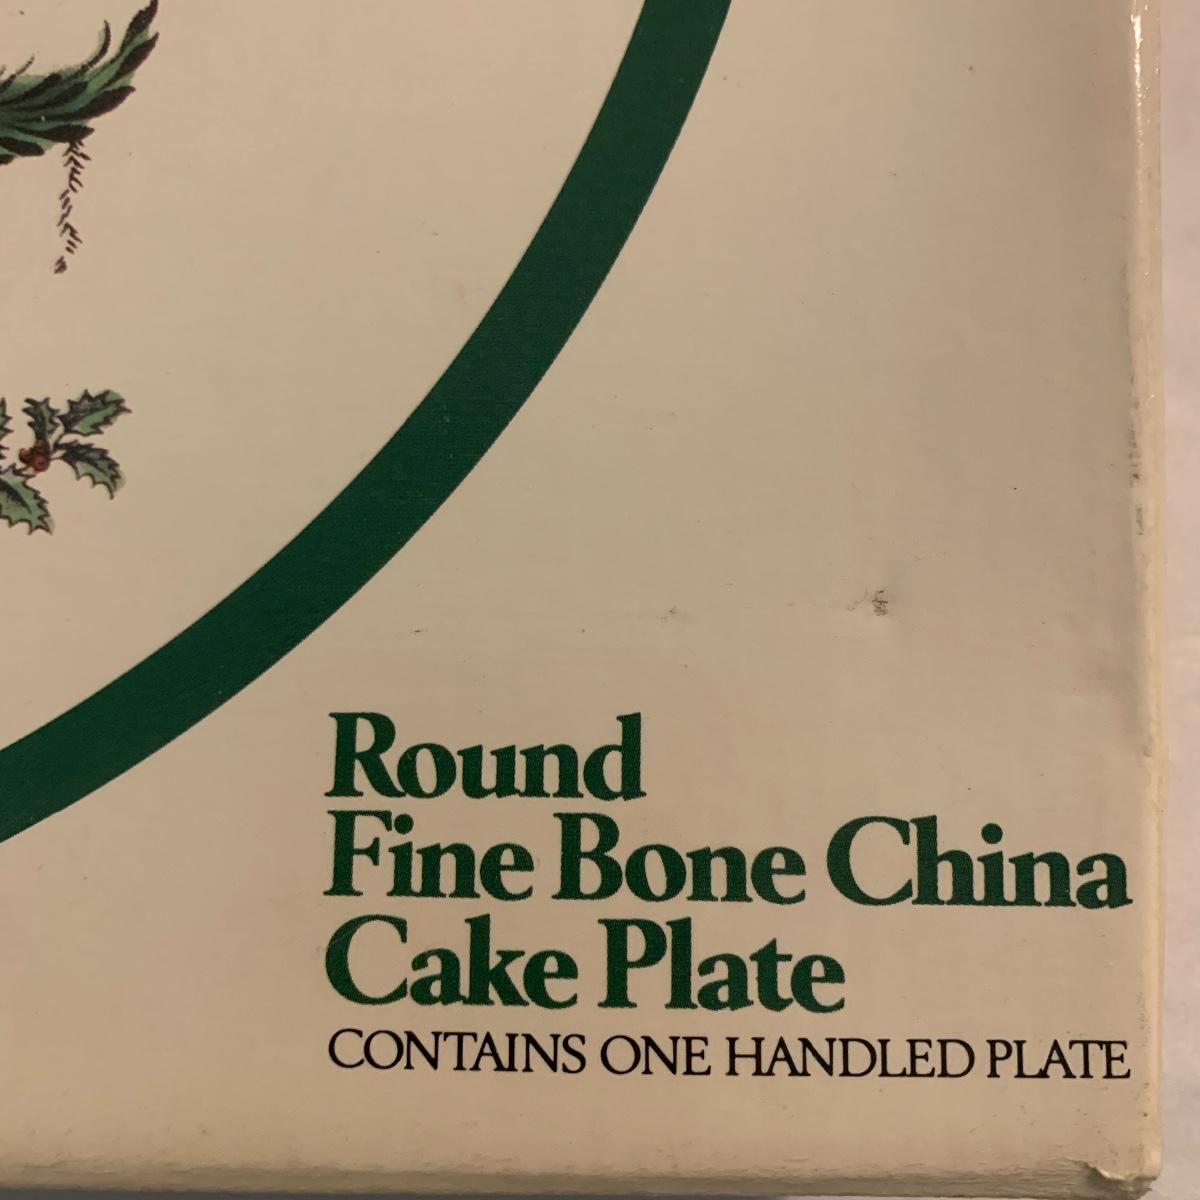 Round
Fine Bone China
Cake Plate
CONTAINS ONE HANDLED PLATE